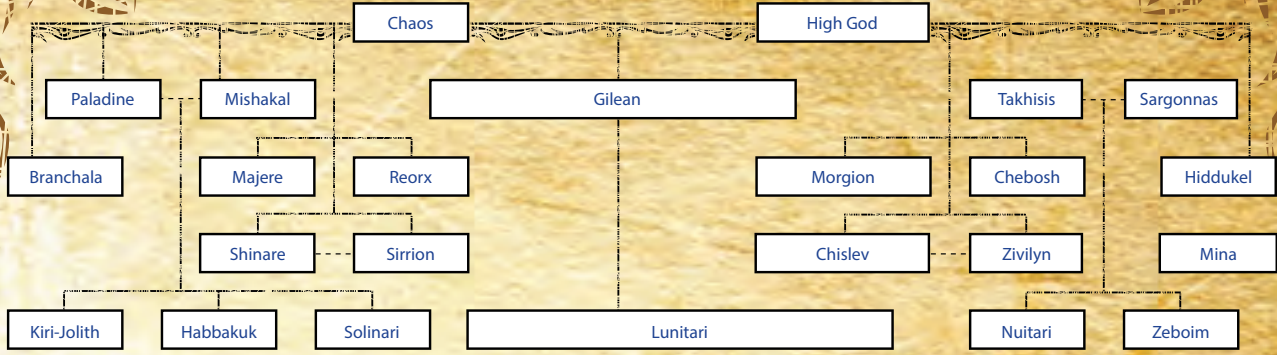 Chaos
High God
Paladine
Mishakal
Gilean
Takhisis
Sargonnas
Branchala
Majere
Reorx
Morgion
Chebosh
Hiddukel
Shinare
Sirrion
Chislev
Zivilyn
Mina
Kiri-Jolith
Habbakuk
Solinari
Lunitari
Nuitari
Zeboim